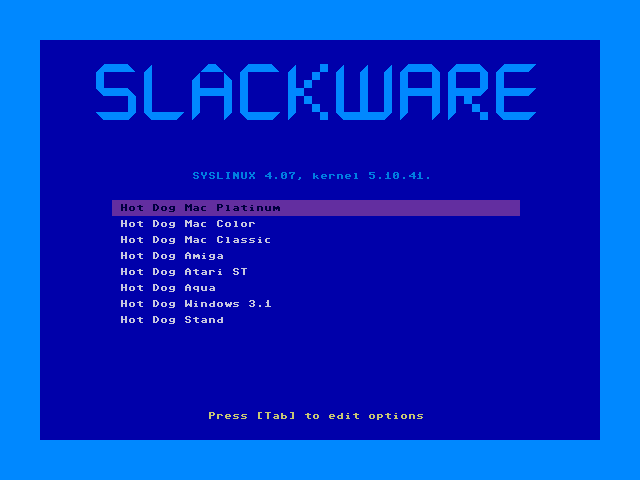 SLACKWARE
SYSLINUX 4.07, kernel 5.10.41.
Hot Dog Mac Platinum
Hot Dog Mac Color
Hot Dog Mac Classic
Hot Dog Amiga
Hot Dog Atari ST
Hot Dog Aqua
Hot Dog Windows 3.1
Hot Dog Stand
Press [Tab] to edit options